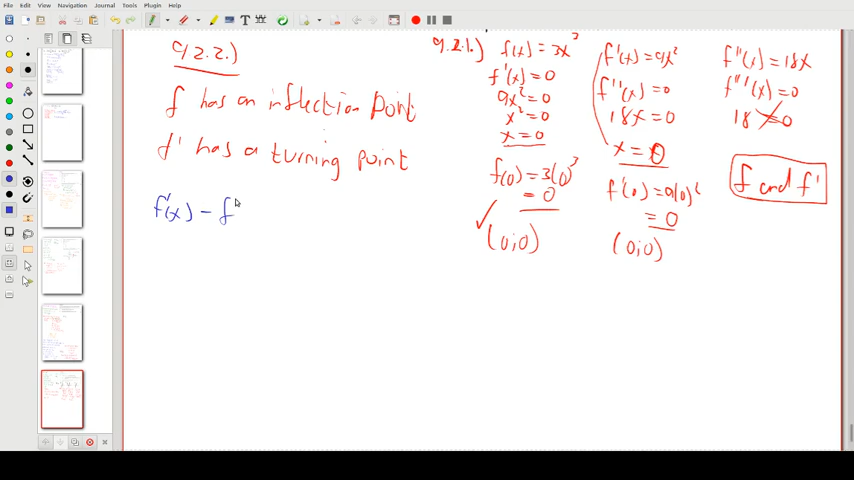 File Edit View Navigation Journal Tools Plugin Help
9.2.2.)
f has an inflection point
f' has a turning point
f'(x) - f
9.2.1.) f(x) = 3x³
f'(x) = 0
9x² = 0
x² = 0
x = 0
f(0) = 3(0)³
= 0
✓
(0;0)
f'(x) = 9x²
f''(x) = 0
18x = 0
x = 0
f'(0) = 9(0)²
= 0
(0;0)
f''(x) = 18x
f'''(x) = 0
18 ≠ 0
f and f'